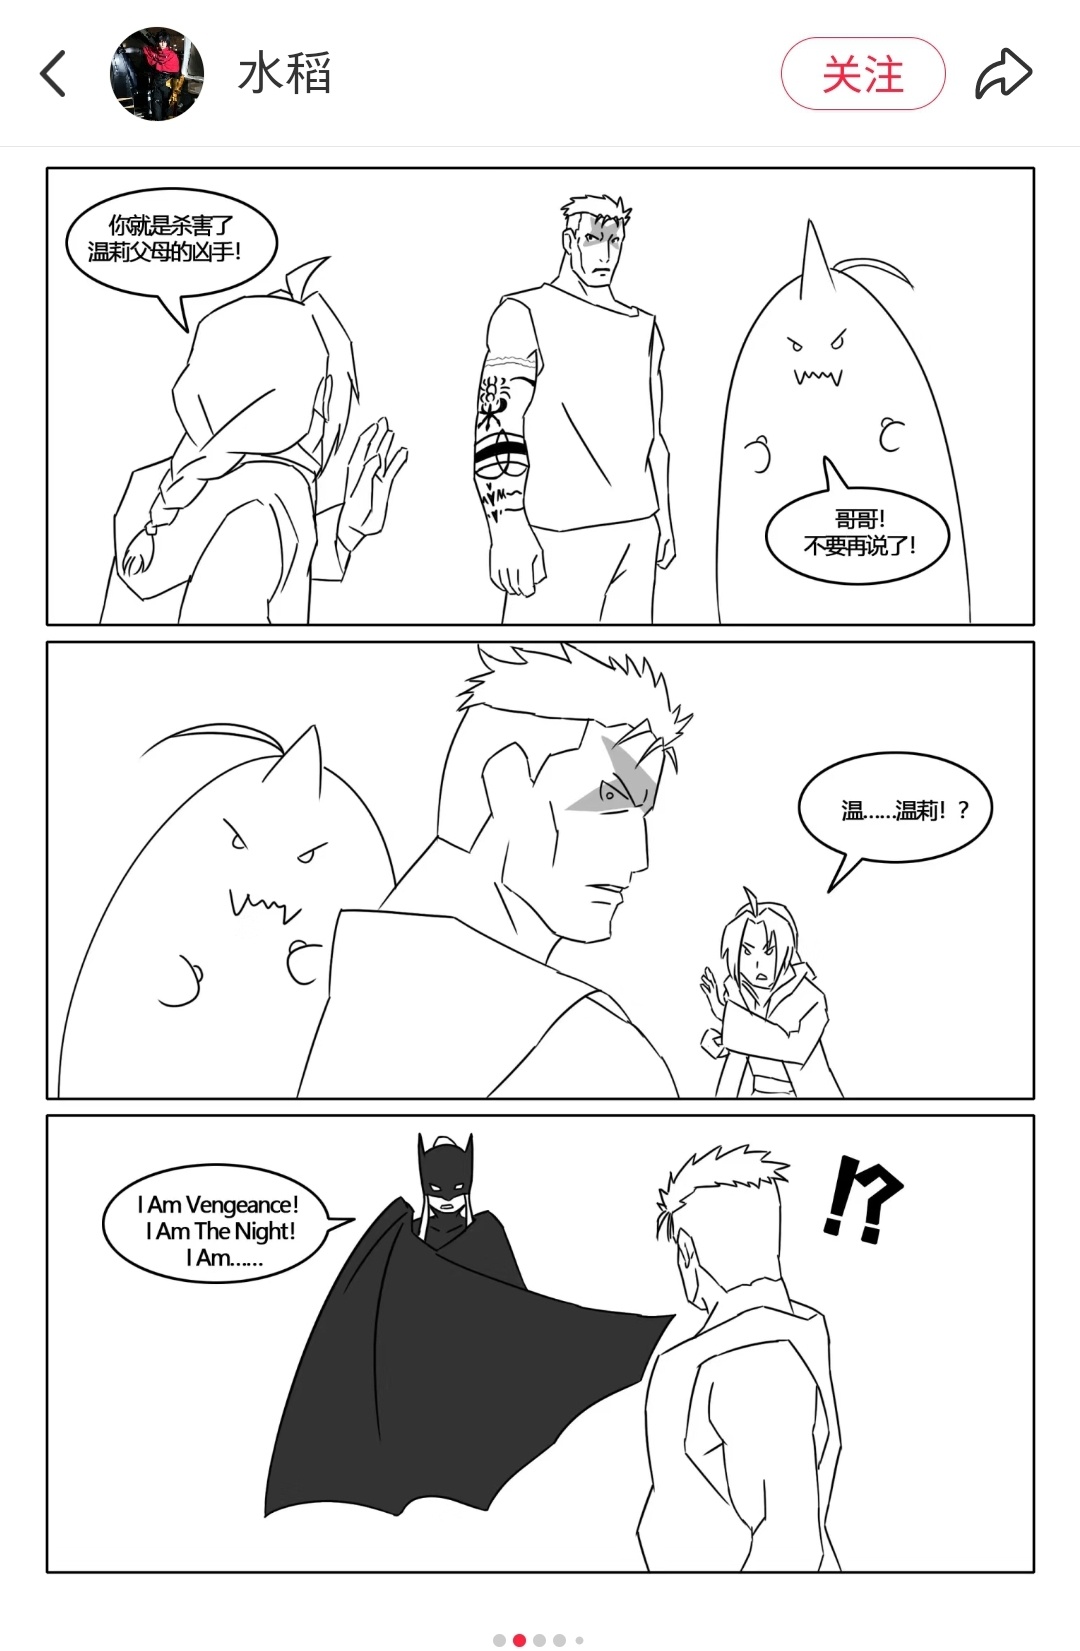 水稻
关注
你就是杀害了
温莉父母的凶手!
哥哥!
不要再说了!
温……温莉!?
I Am Vengeance!
I Am The Night!
I Am……
!?